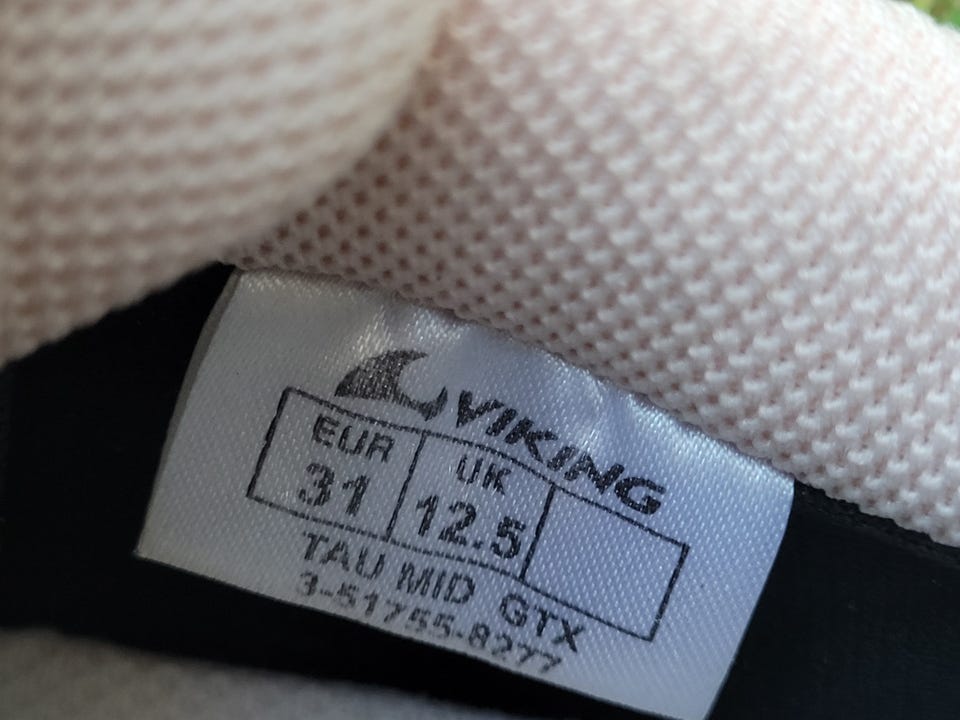 VIKING
EUR UK
31 12.5
TAU MID GTX
3-51755-8277